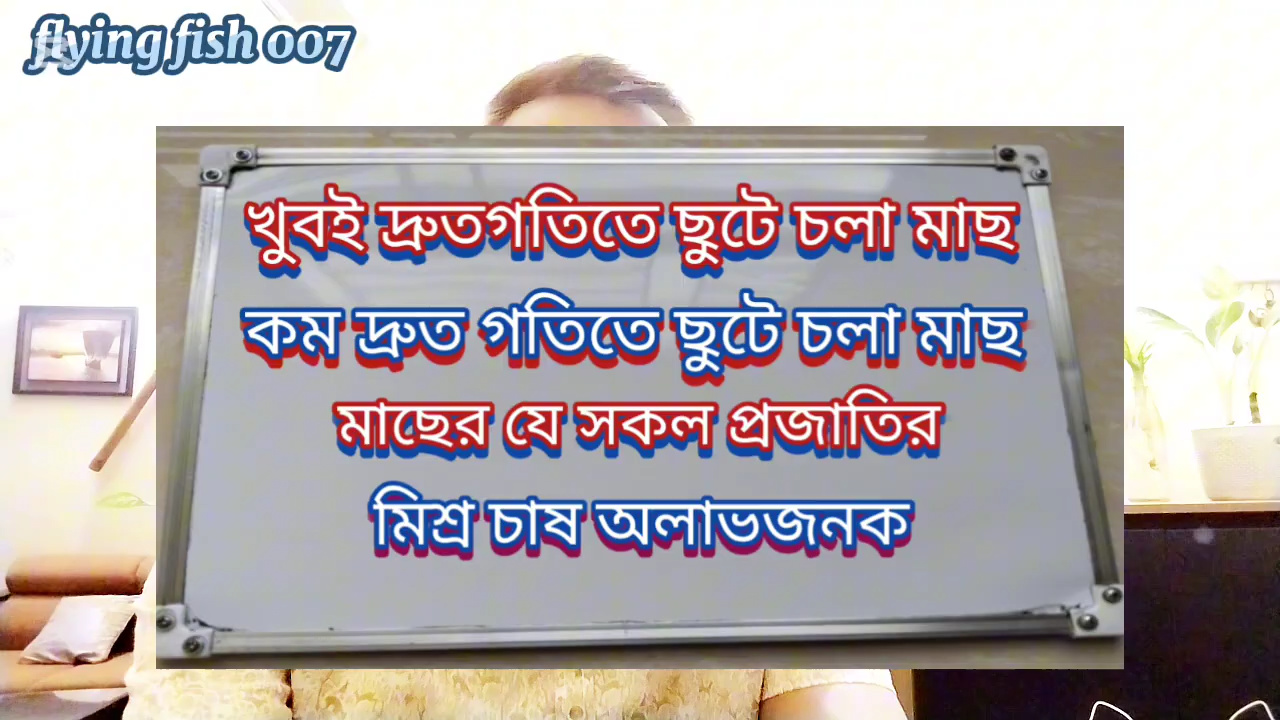 flying fish 007
খুবই দ্রুতগতিতে ছুটে চলা মাছ
কম দ্রুত গতিতে ছুটে চলা মাছ
মাছের যে সকল প্রজাতির
মিশ্র চাষ অলাভজনক